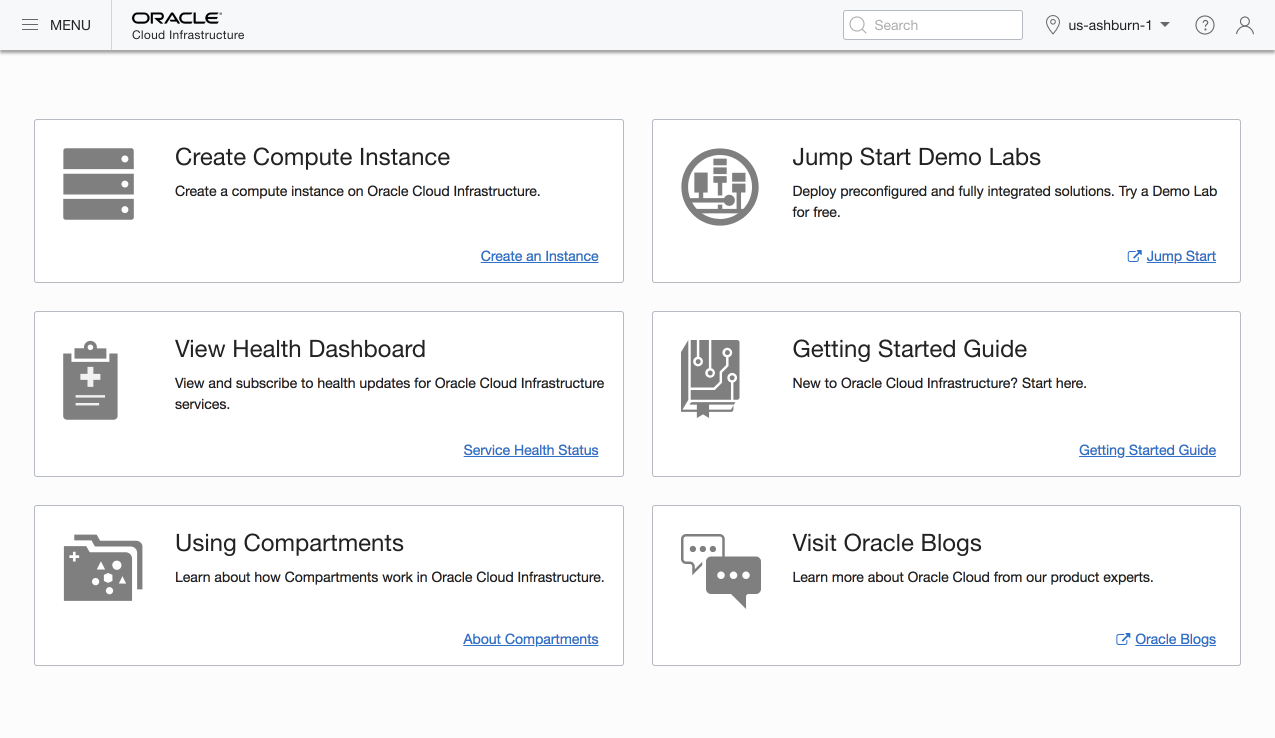 MENU
ORACLE
Cloud Infrastructure
Search
us-ashburn-1
?
Create Compute Instance
Create a compute instance on Oracle Cloud Infrastructure.
Create an Instance
Jump Start Demo Labs
Deploy preconfigured and fully integrated solutions. Try a Demo Lab
for free.
Jump Start
View Health Dashboard
View and subscribe to health updates for Oracle Cloud Infrastructure
services.
Service Health Status
Getting Started Guide
New to Oracle Cloud Infrastructure? Start here.
Getting Started Guide
Using Compartments
Learn about how Compartments work in Oracle Cloud Infrastructure.
About Compartments
Visit Oracle Blogs
Learn more about Oracle Cloud from our product experts.
Oracle Blogs